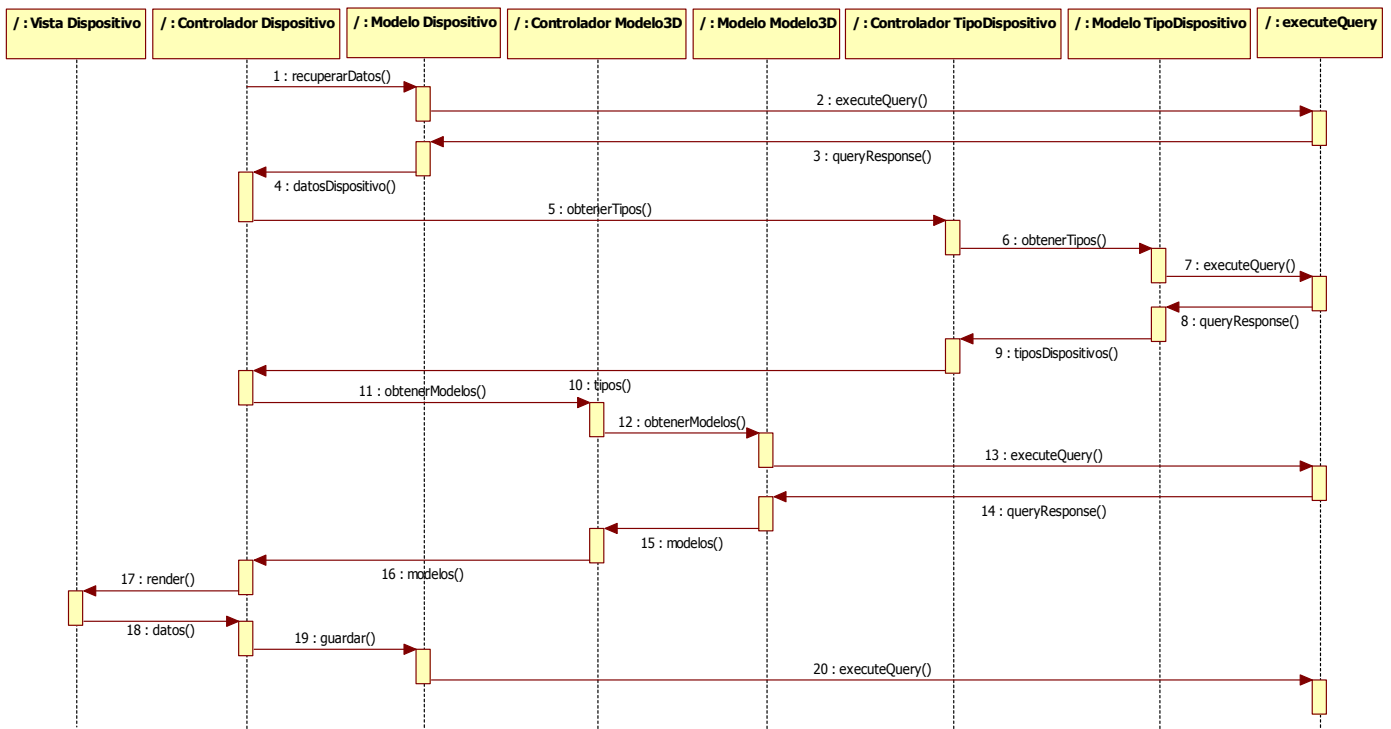 / : Vista Dispositivo
/ : Controlador Dispositivo
/ : Modelo Dispositivo
/ : Controlador Modelo3D
/ : Modelo Modelo3D
/ : Controlador TipoDispositivo
/ : Modelo TipoDispositivo
/ : executeQuery
1 : recuperarDatos()
2 : executeQuery()
3 : queryResponse()
4 : datosDispositivo()
5 : obtenerTipos()
6 : obtenerTipos()
7 : executeQuery()
8 : queryResponse()
9 : tiposDispositivos()
10 : tipos()
11 : obtenerModelos()
12 : obtenerModelos()
13 : executeQuery()
14 : queryResponse()
15 : modelos()
16 : modelos()
17 : render()
18 : datos()
19 : guardar()
20 : executeQuery()